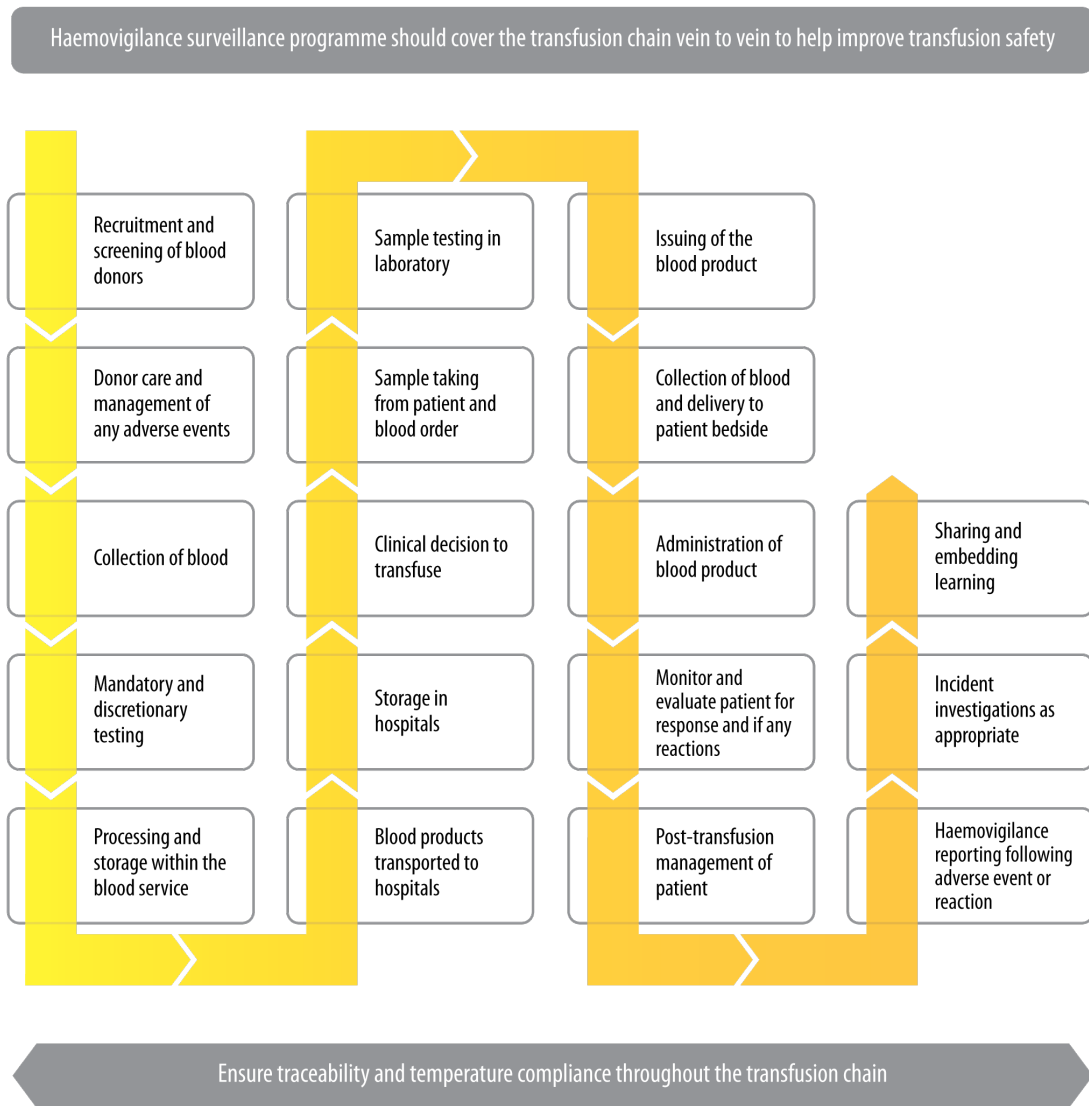 Haemovigilance surveillance programme should cover the transfusion chain vein to vein to help improve transfusion safety
Recruitment and
screening of blood
donors
Donor care and
management of
any adverse events
Collection of blood
Mandatory and
discretionary
testing
Processing and
storage within the
blood service
Blood products
transported to
hospitals
Storage in
hospitals
Clinical decision to
transfuse
Sample taking
from patient and
blood order
Sample testing in
laboratory
Issuing of the
blood product
Collection of blood
and delivery to
patient bedside
Administration of
blood product
Monitor and
evaluate patient for
response and if any
reactions
Post-transfusion
management of
patient
Haemovigilance
reporting following
adverse event or
reaction
Incident
investigations as
appropriate
Sharing and
embedding
learning
Ensure traceability and temperature compliance throughout the transfusion chain